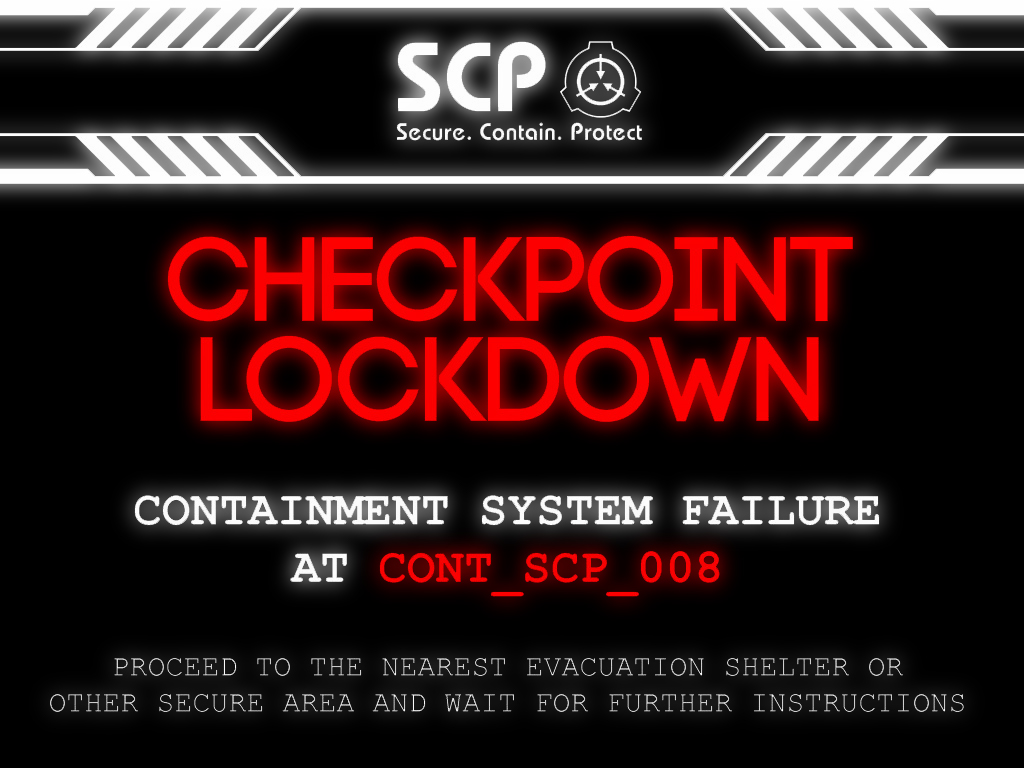 SCP
Secure. Contain. Protect
CHECKPOINT
LOCKDOWN
CONTAINMENT SYSTEM FAILURE
AT CONT_SCP_008
PROCEED TO THE NEAREST EVACUATION SHELTER OR
OTHER SECURE AREA AND WAIT FOR FURTHER INSTRUCTIONS